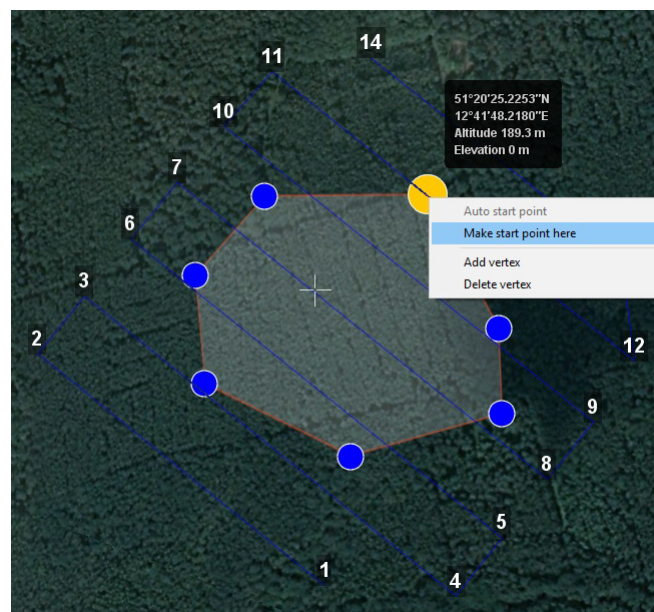 14
11
10
51°20'25.2253"N
12°41'48.2180"E
Altitude 189.3 m
Elevation 0 m
7
Auto start point
Make start point here
6
Add vertex
3
Delete vertex
2
12
9
8
5
1
4